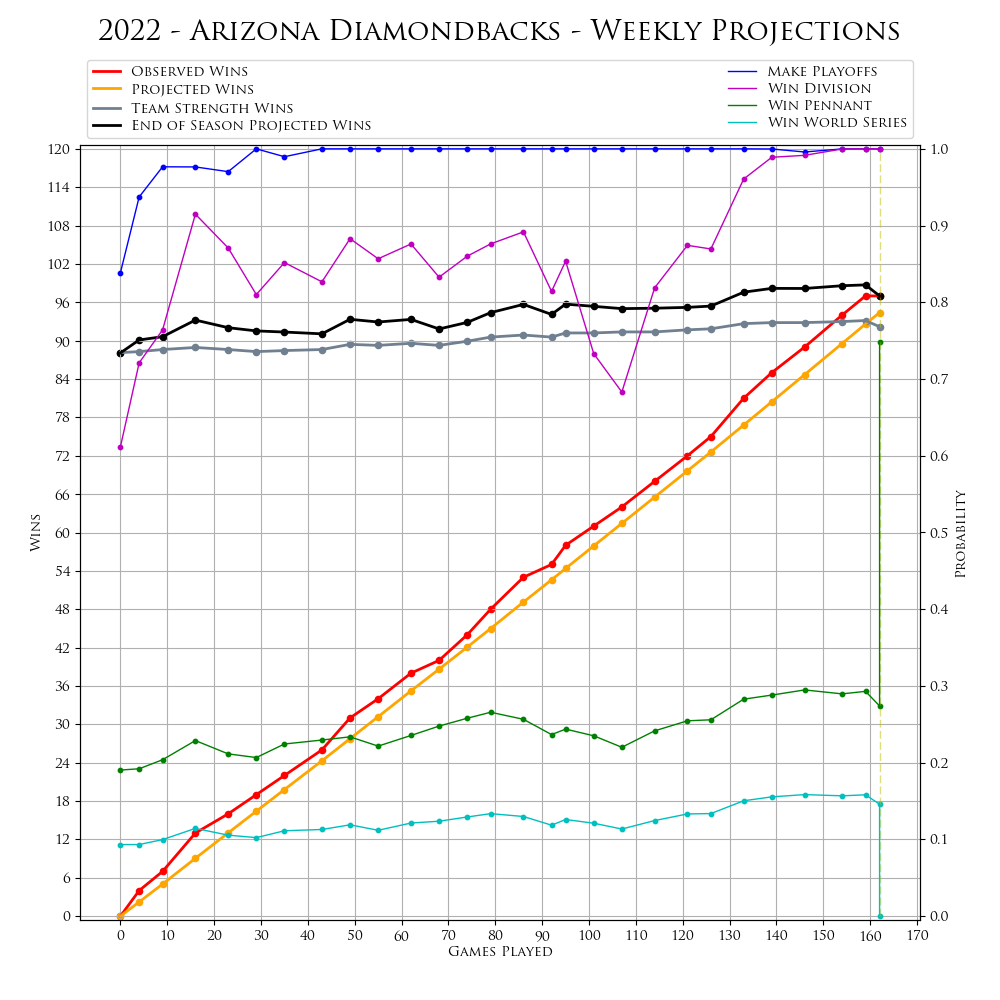 2022 - Arizona Diamondbacks - Weekly Projections
Observed Wins
Projected Wins
Team Strength Wins
End of Season Projected Wins
Make Playoffs
Win Division
Win Pennant
Win World Series
120
114
108
102
96
90
84
78
72
66
60
54
48
42
36
30
24
18
12
6
0
Wins
1.0
0.9
0.8
0.7
0.6
0.5
0.4
0.3
0.2
0.1
0.0
Probability
0 10 20 30 40 50 60 70 80 90 100 110 120 130 140 150 160 170
Games Played